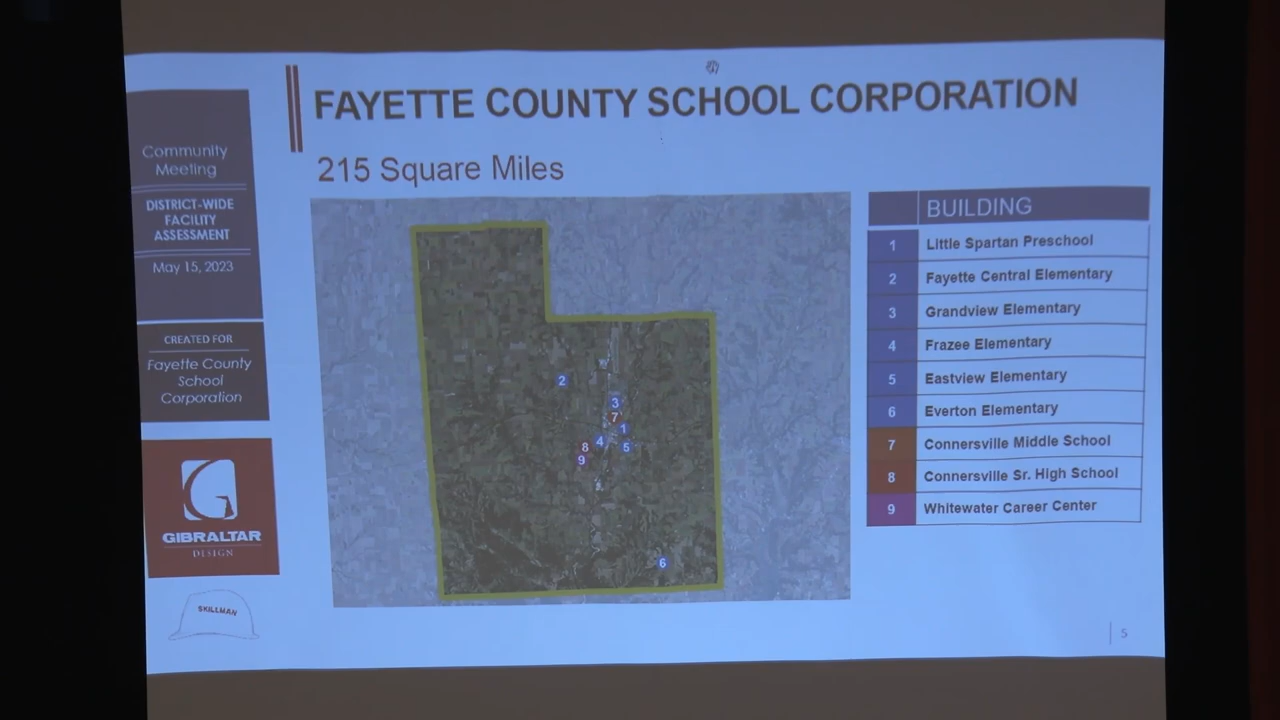 FAYETTE COUNTY SCHOOL CORPORATION
215 Square Miles
Community
Meeting
DISTRICT-WIDE
FACILITY
ASSESSMENT
May 15, 2023
CREATED FOR
Fayette County
School
Corporation
GIBRALTAR
DESIGN
SKILLMAN
2
3
7
1
4
5
8
9
6
BUILDING
1 Little Spartan Preschool
2 Fayette Central Elementary
3 Grandview Elementary
4 Frazee Elementary
5 Eastview Elementary
6 Everton Elementary
7 Connersville Middle School
8 Connersville Sr. High School
9 Whitewater Career Center
5